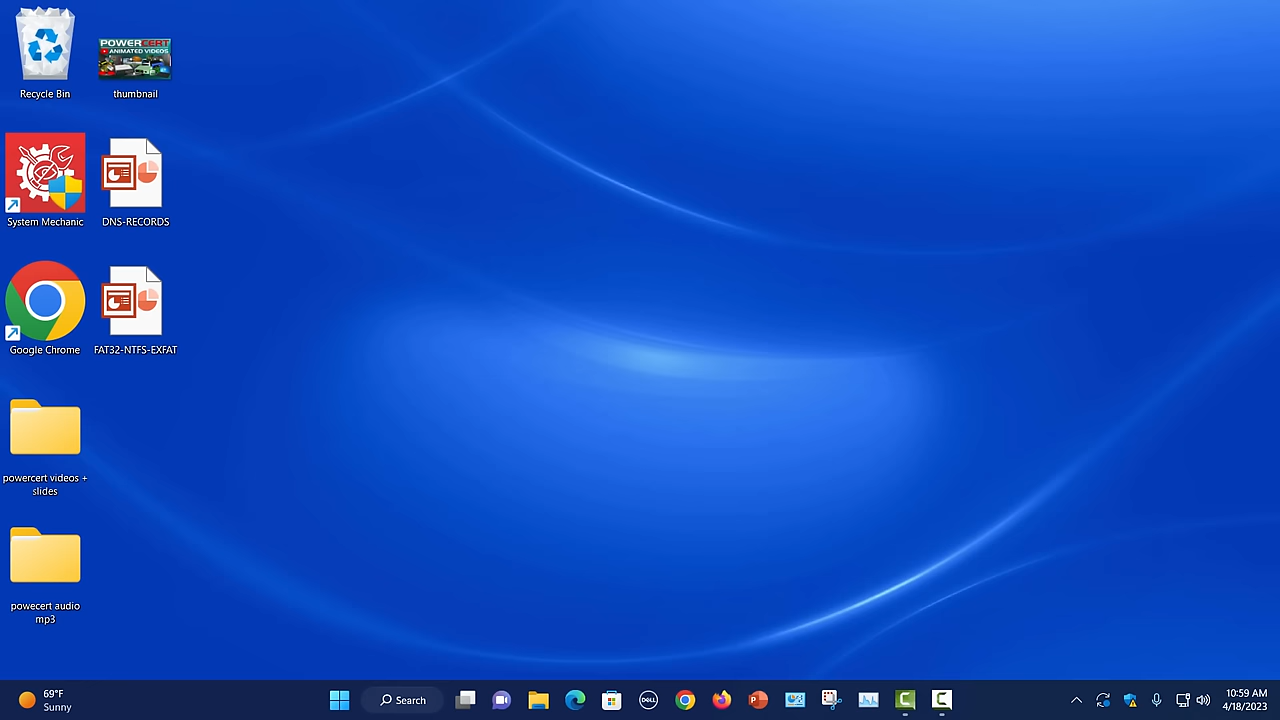 Recycle Bin
POWERCERT
ANIMATED VIDEOS
thumbnail
System Mechanic
DNS-RECORDS
Google Chrome
FAT32-NTFS-EXFAT
powercert videos +
slides
powecert audio
mp3
69°F
Sunny
Search
DELL
10:59 AM
4/18/2023